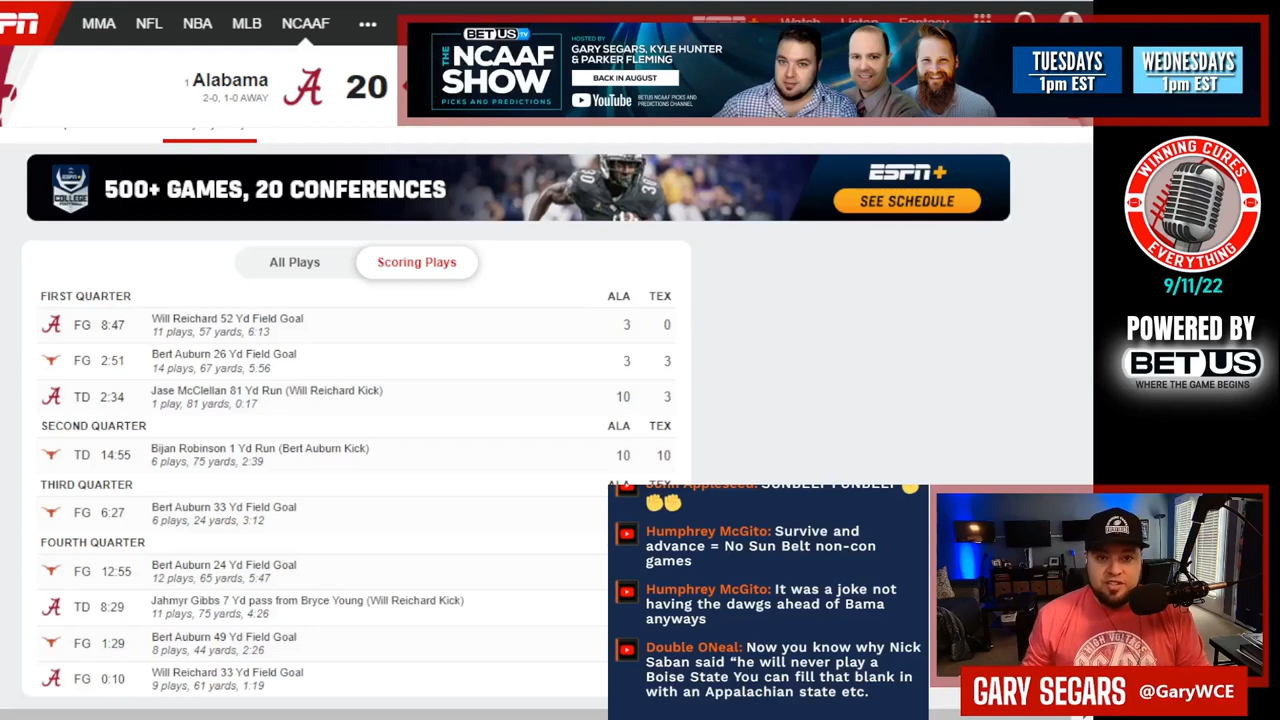 MMA NFL NBA MLB NCAAF •••
1 Alabama
2-0, 1-0 AWAY
20
BETUS TV
THE NCAAF SHOW
PICKS AND PREDICTIONS
HOSTED BY
GARY SEGARS, KYLE HUNTER
& PARKER FLEMING
BACK IN AUGUST
YouTube BETUS NCAAF PICKS AND PREDICTIONS CHANNEL
TUESDAYS
1pm EST
WEDNESDAYS
1pm EST
500+ GAMES, 20 CONFERENCES
ESPN+
SEE SCHEDULE
All Plays Scoring Plays
FIRST QUARTER ALA TEX
FG 8:47 Will Reichard 52 Yd Field Goal 3 0
11 plays, 57 yards, 6:13
FG 2:51 Bert Auburn 26 Yd Field Goal 3 3
14 plays, 67 yards, 5:56
TD 2:34 Jase McClellan 81 Yd Run (Will Reichard Kick) 10 3
1 play, 81 yards, 0:17
SECOND QUARTER ALA TEX
TD 14:55 Bijan Robinson 1 Yd Run (Bert Auburn Kick) 10 10
6 plays, 75 yards, 2:39
THIRD QUARTER
FG 6:27 Bert Auburn 33 Yd Field Goal
6 plays, 24 yards, 3:12
FOURTH QUARTER
FG 12:55 Bert Auburn 24 Yd Field Goal
12 plays, 65 yards, 5:47
TD 8:29 Jahmyr Gibbs 7 Yd pass from Bryce Young (Will Reichard Kick)
11 plays, 75 yards, 4:26
FG 1:29 Bert Auburn 49 Yd Field Goal
8 plays, 44 yards, 2:26
FG 0:10 Will Reichard 33 Yd Field Goal
9 plays, 61 yards, 1:19
Humphrey McGito: Survive and
advance = No Sun Belt non-con
games
Humphrey McGito: It was a joke not
having the dawgs ahead of Bama
anyways
Double ONeal: Now you know why Nick
Saban said “he will never play a
Boise State You can fill that blank in
with an Appalachian state etc.
WINNING CURES
EVERYTHING
9/11/22
POWERED BY
BETUS
WHERE THE GAME BEGINS
GARY SEGARS @GaryWCE